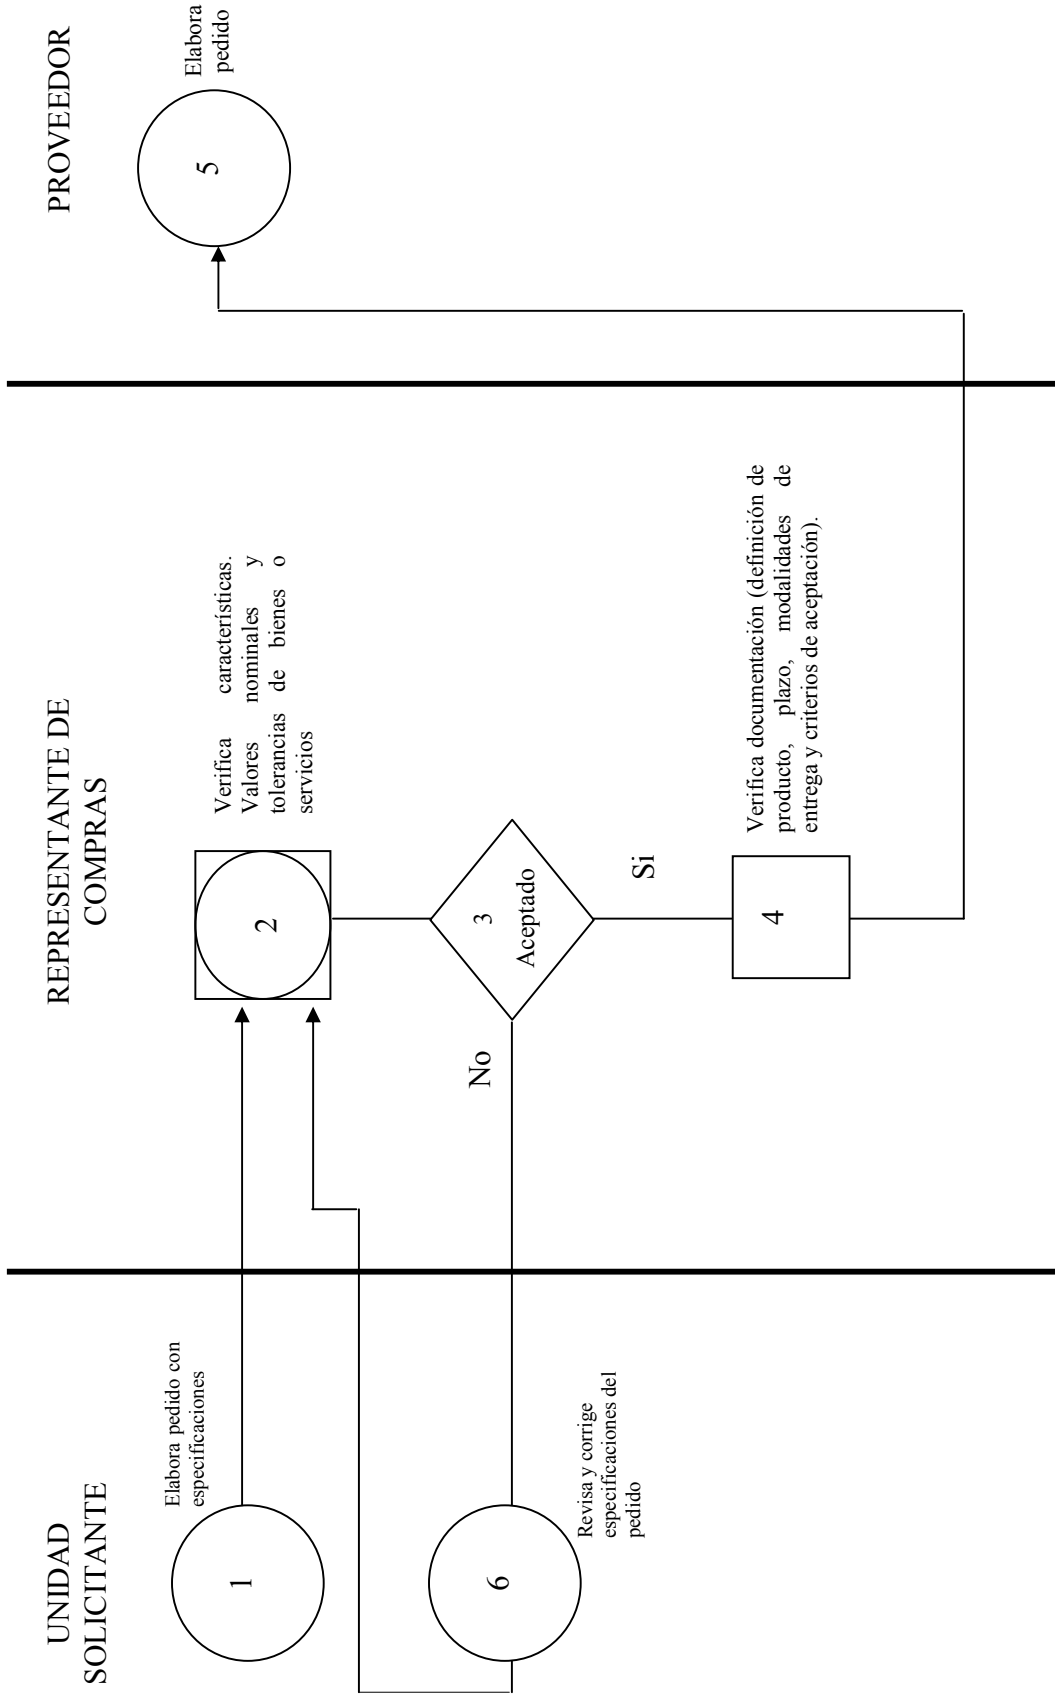 UNIDAD
SOLICITANTE
REPRESENTANTE DE
COMPRAS
PROVEEDOR
1
Elabora pedido con
especificaciones
2
Verifica características.
Valores nominales y
tolerancias de bienes o
servicios
5
Elabora
pedido
6
Revisa y corrige
especificaciones del
pedido
No
3
Aceptado
Si
4
Verifica documentación (definición de
producto, plazo, modalidades de
entrega y criterios de aceptación).